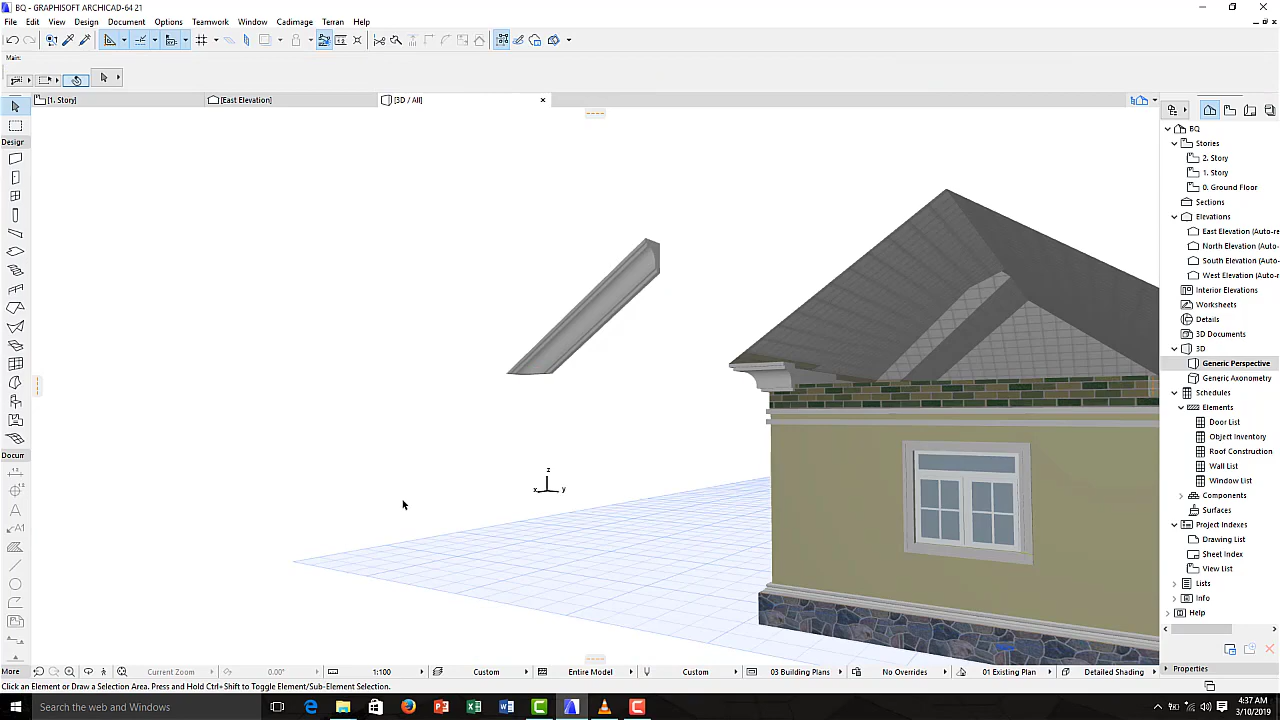 BQ - GRAPHISOFT ARCHICAD-64 21
File Edit View Design Document Options Teamwork Window Cadimage Terran Help
Main:
[1. Story]
[East Elevation]
[3D / All]
Design
Docum
More
z
x
y
BQ
Stories
2. Story
1. Story
0. Ground Floor
Sections
Elevations
East Elevation (Auto-re
North Elevation (Auto-
South Elevation (Auto-
West Elevation (Auto-r
Interior Elevations
Worksheets
Details
3D Documents
3D
Generic Perspective
Generic Axonometry
Schedules
Elements
Door List
Object Inventory
Roof Construction
Wall List
Window List
Components
Surfaces
Project Indexes
Drawing List
Sheet Index
View List
Lists
Info
Help
Properties
Current Zoom
0.00°
1:100
Custom
Entire Model
Custom
03 Building Plans
No Overrides
01 Existing Plan
Detailed Shading
Click an Element or Draw a Selection Area. Press and Hold Ctrl+Shift to Toggle Element/Sub-Element Selection.
Search the web and Windows
4:37 AM
3/10/2019